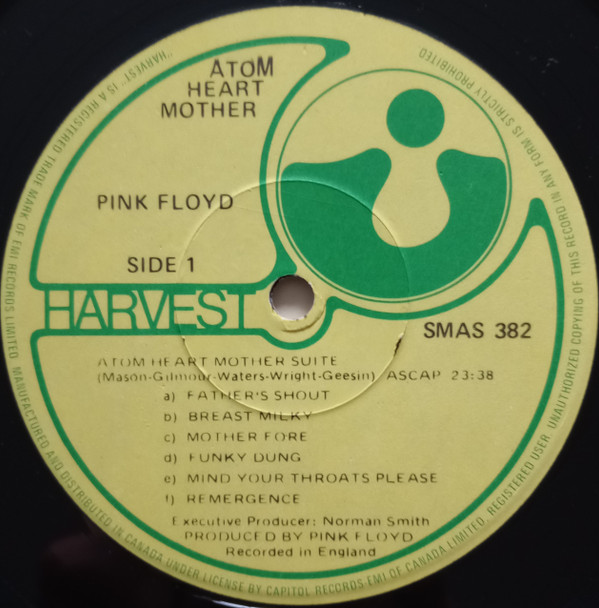 ATOM
HEART
MOTHER
PINK FLOYD
SIDE 1
HARVEST
SMAS 382
ATOM HEART MOTHER SUITE
(Mason-Gilmour-Waters-Wright-Geesin) ASCAP 23:38
a) FATHER'S SHOUT
b) BREAST MILKY
c) MOTHER FORE
d) FUNKY DUNG
e) MIND YOUR THROATS PLEASE
f) REMERGENCE
Executive Producer: Norman Smith
PRODUCED BY PINK FLOYD
Recorded in England
"HARVEST" IS A REGISTERED TRADE MARK OF EMI RECORDS LIMITED. MANUFACTURED AND DISTRIBUTED IN CANADA UNDER LICENSE BY CAPITOL RECORDS-EMI OF CANADA LIMITED, REGISTERED USER. UNAUTHORIZED COPYING OF THIS RECORD IN ANY FORM IS STRICTLY PROHIBITED